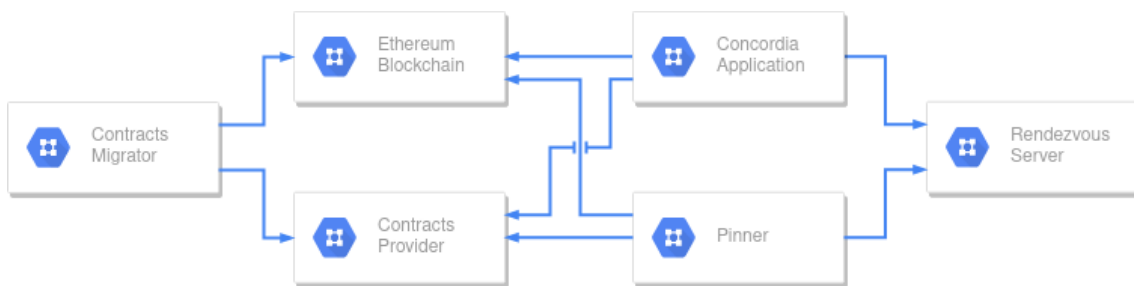 Ethereum
Blockchain
Concordia
Application
Contracts
Migrator
Rendezvous
Server
Contracts
Provider
Pinner